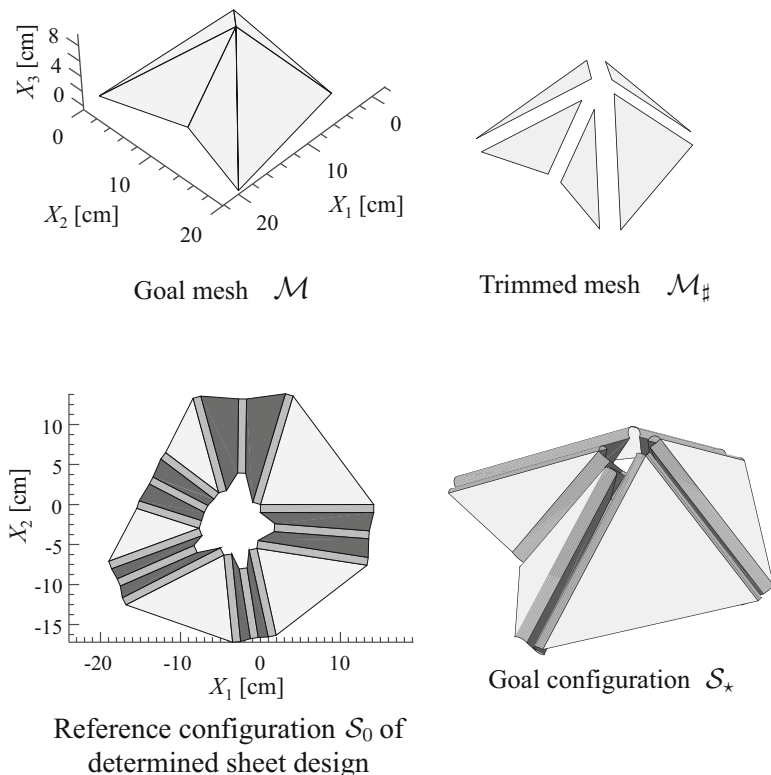 8
4
0
X₃ [cm]
0
10
20
X₂ [cm]
0
10
20
X₁ [cm]
Goal mesh ℳ
Trimmed mesh ℳ♯
10
5
0
-5
-10
-15
X₂ [cm]
-20
-10
0
10
X₁ [cm]
Goal configuration 𝒮⋆
Reference configuration 𝒮₀ of
determined sheet design